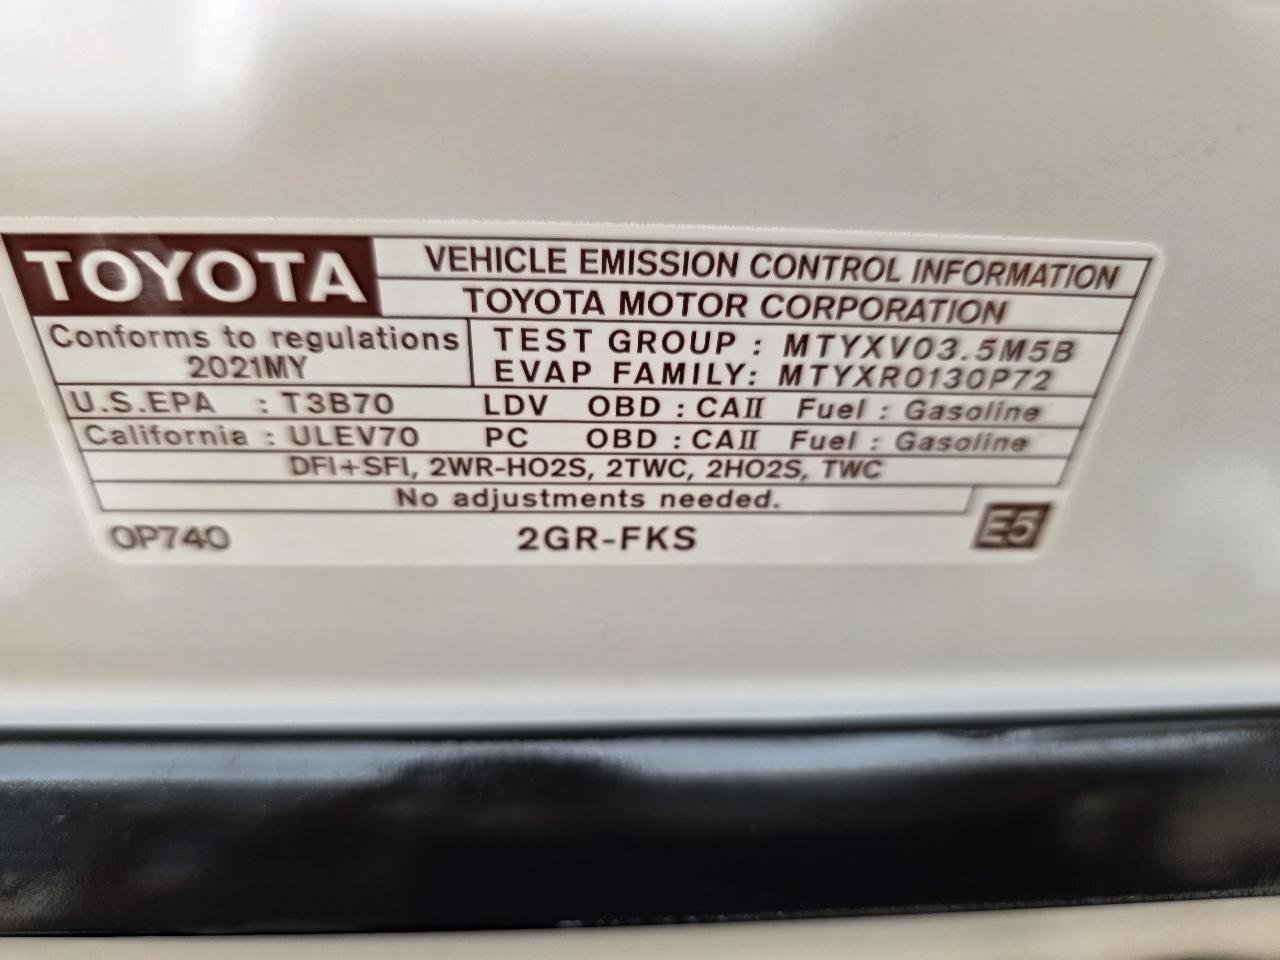 TOYOTA
VEHICLE EMISSION CONTROL INFORMATION
TOYOTA MOTOR CORPORATION
Conforms to regulations
2021MY
TEST GROUP : MTYXV03.5M5B
EVAP FAMILY: MTYXR0130P72
U.S.EPA : T3B70 LDV OBD : CAII Fuel : Gasoline
California : ULEV70 PC OBD : CAII Fuel : Gasoline
DFI+SFI, 2WR-HO2S, 2TWC, 2HO2S, TWC
No adjustments needed.
0P740 2GR-FKS E5